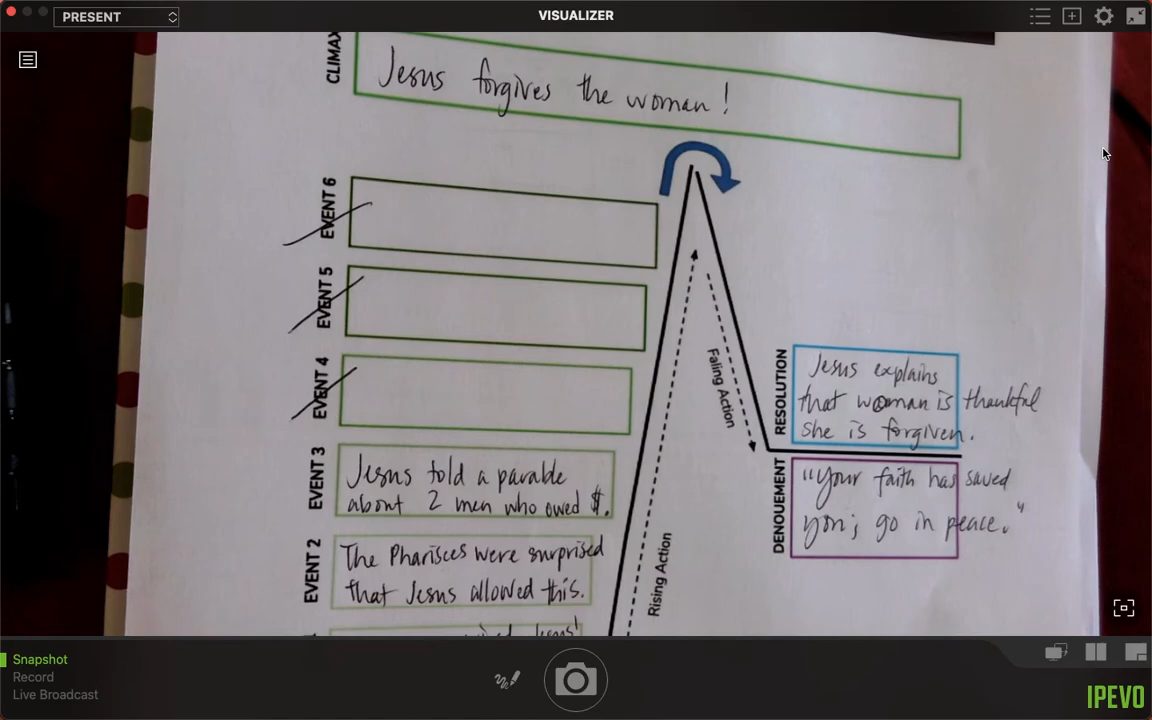 PRESENT
VISUALIZER
CLIMAX
Jesus forgives the woman!
EVENT 6
EVENT 5
EVENT 4
EVENT 3
Jesus told a parable
about 2 men who owed $.
EVENT 2
The Pharisees were surprised
that Jesus allowed this.
Jesus'
Rising Action
Faling Action
RESOLUTION
Jesus explains
that woman is thankful
she is forgiven.
DENOUEMENT
"Your faith has saved
you; go in peace."
Snapshot
Record
Live Broadcast
IPEVO